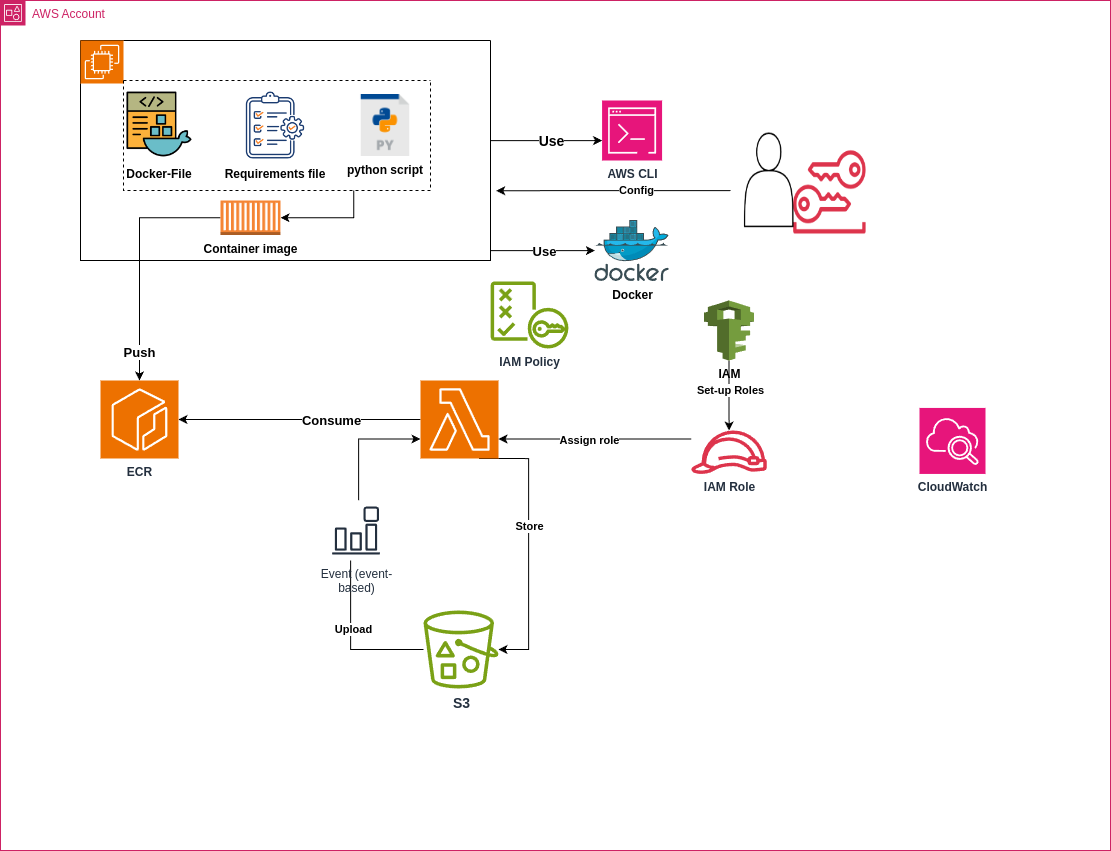 AWS Account
</>
Docker-File
Requirements file
PY
python script
Use
AWS CLI
Config
Container image
Use
docker
Docker
IAM Policy
Push
IAM
Set-up Roles
Consume
Assign role
ECR
IAM Role
CloudWatch
Store
Event (event-
based)
Upload
S3